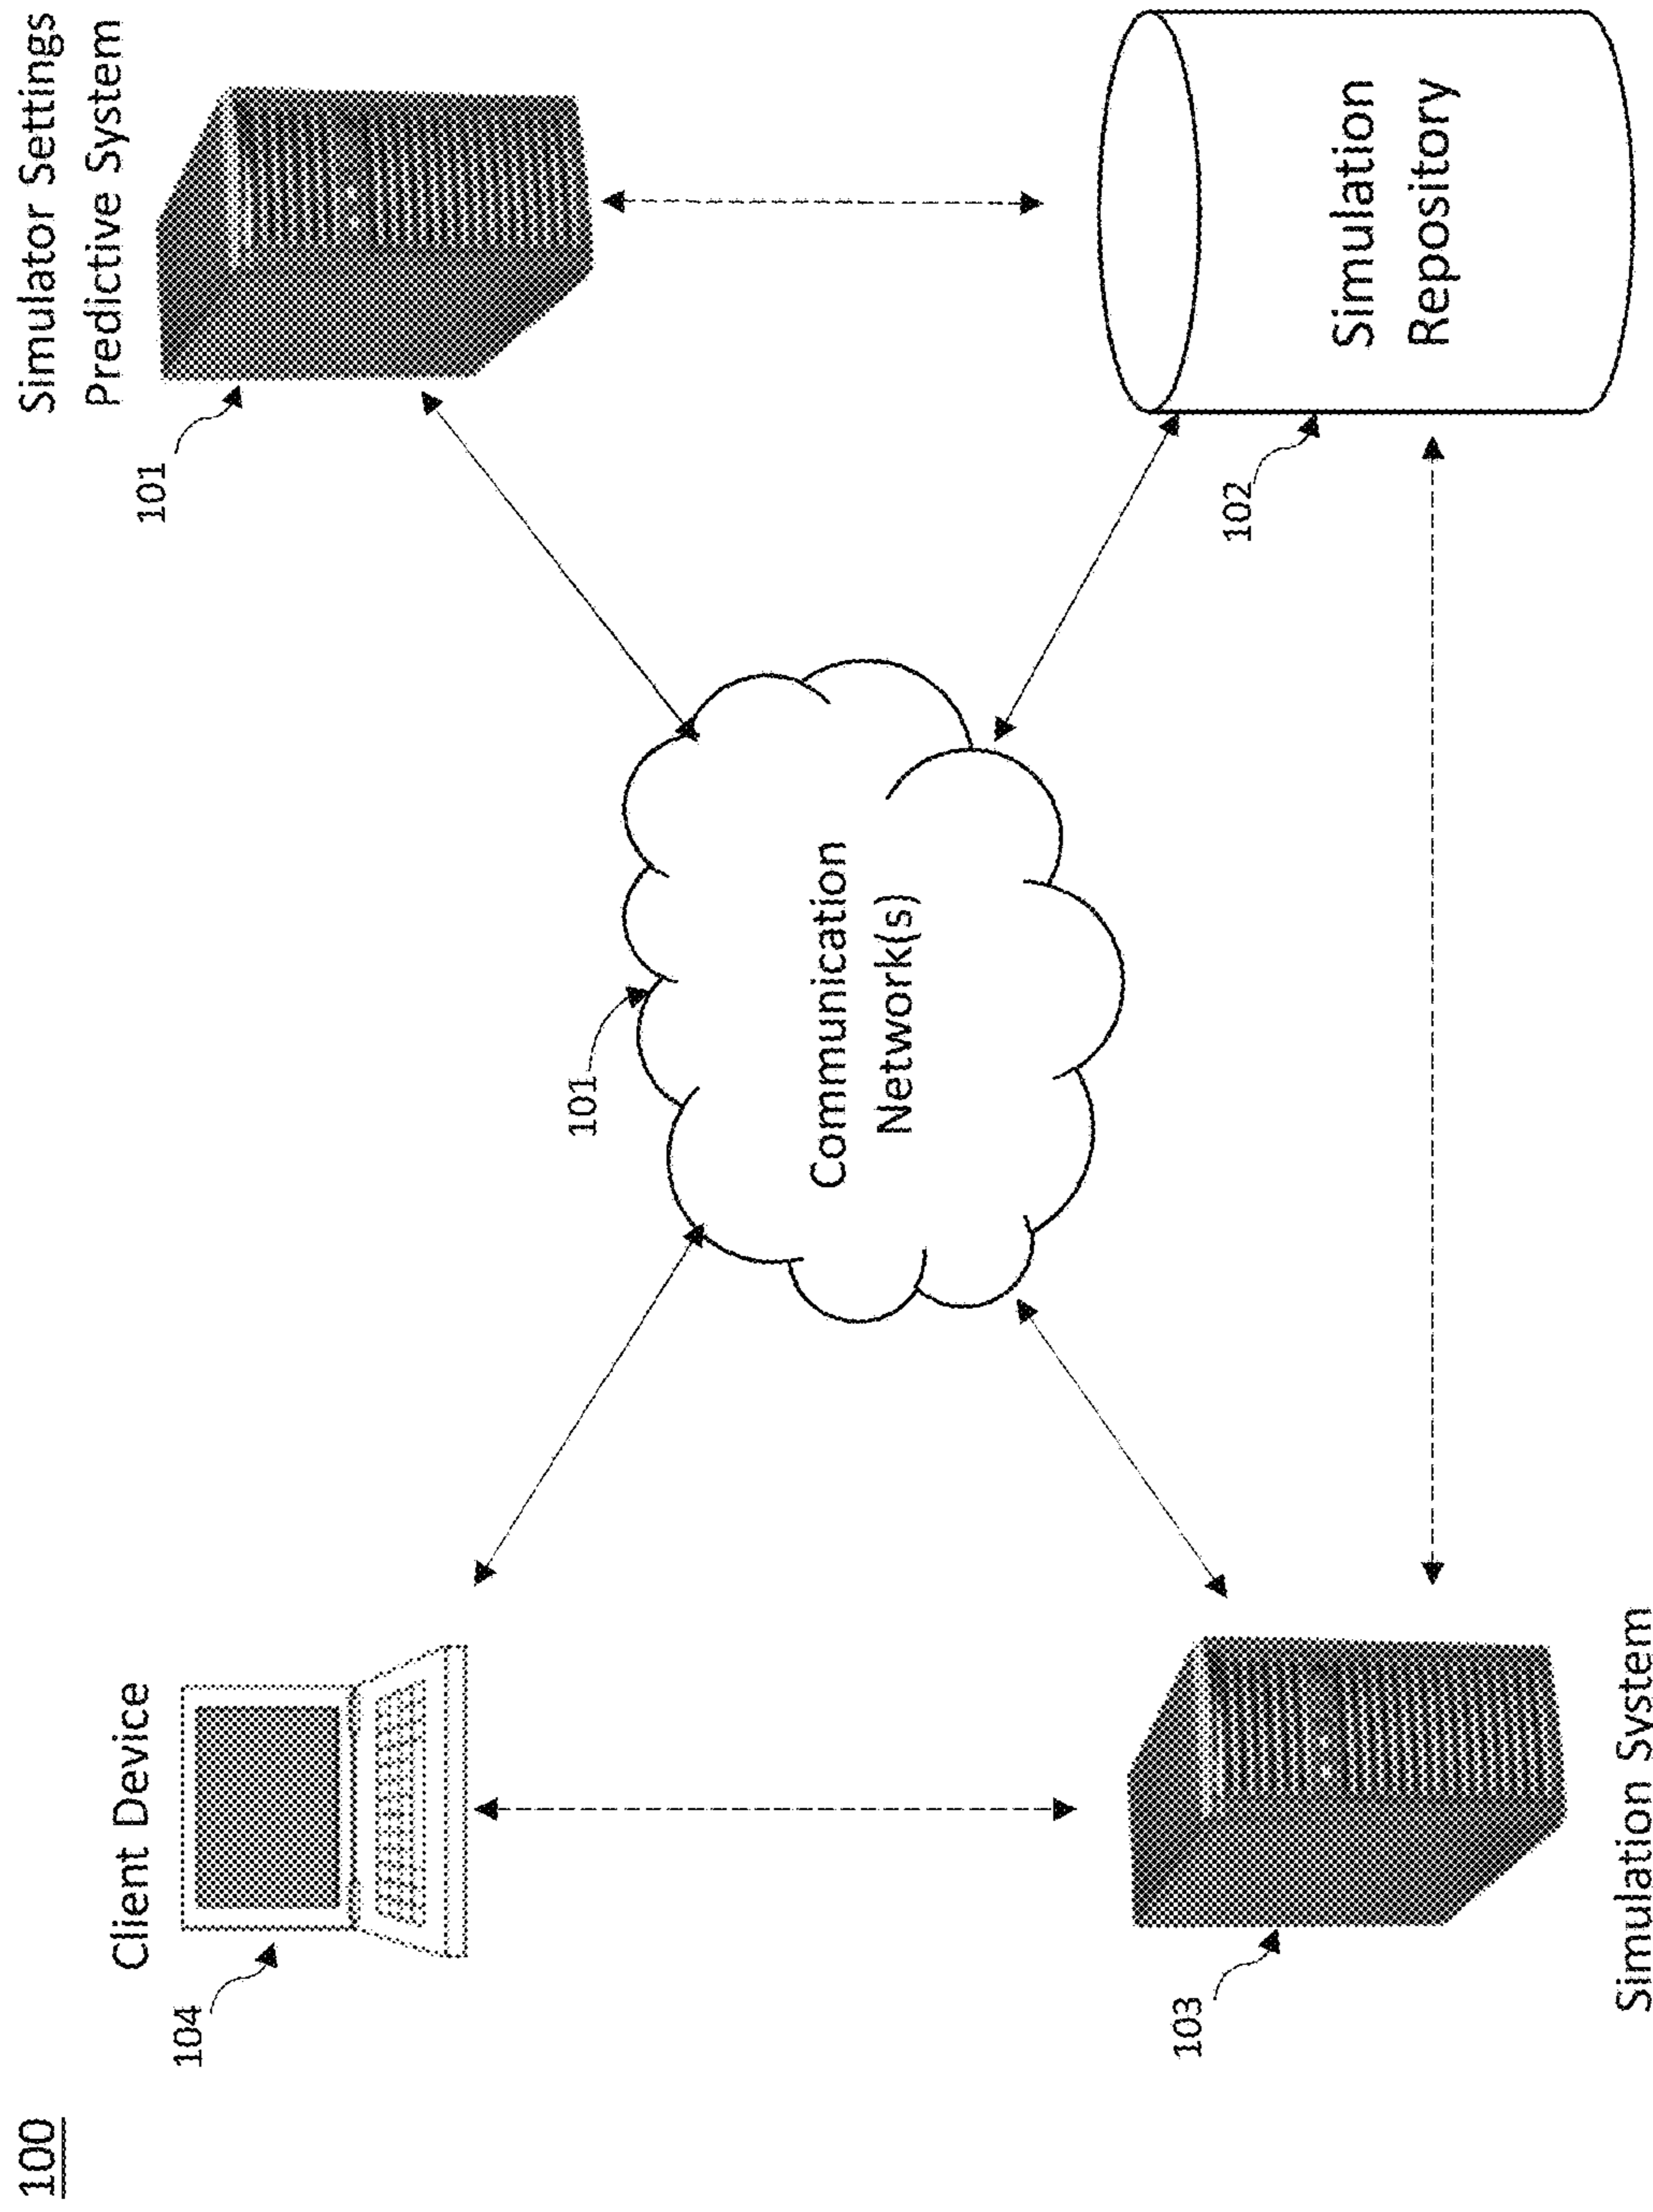 100
104
Client Device
101
Communication
Network(s)
101
Simulator Settings
Predictive System
102
Simulation
Repository
103
Simulation System